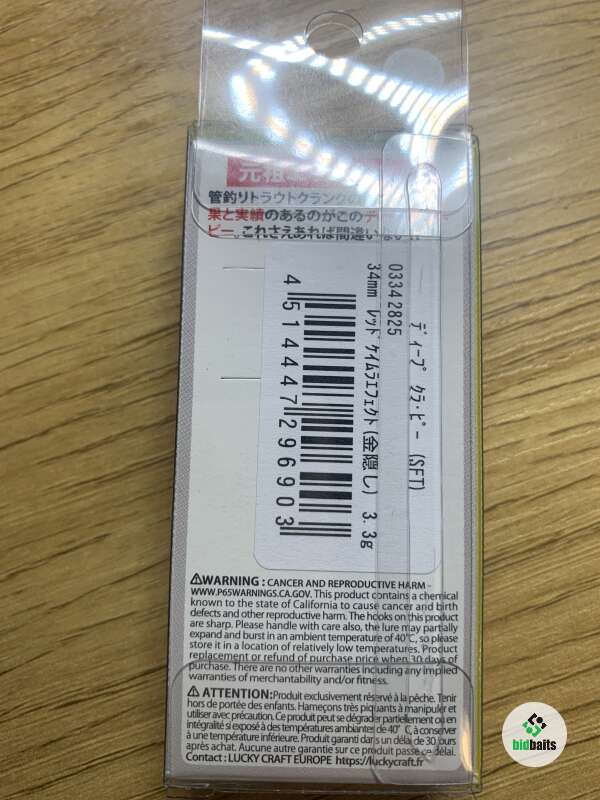 元祖
管釣りトラウトクランクの
果と実績のあるのがこのデ
ピー。これさえあれば間違いな
ディープ クラ・ピー (SFT)
03342825
34mm レッドケイムラエフェクト(金隠し) 3.3g
4 514447 296903
⚠WARNING : CANCER AND REPRODUCTIVE HARM -
WWW.P65WARNINGS.CA.GOV. This product contains a chemical
known to the state of California to cause cancer and birth
defects and other reproductive harm. The hooks on this product
are sharp. Please handle with care also, the lure may partially
expand and burst in an ambient temperature of 40℃, so please
store it in a location of relatively low temperatures. Product
replacement or refund of purchase price when 30 days of
purchase. There are no other warranties including any implied
warranties of merchantability and/or fitness.
⚠ ATTENTION:Produit exclusivement réservé à la pêche. Tenir
hors de portée des enfants. Hameçons très piquants à manipuler et
utiliser avec précaution. Ce produit peut se dégrader partiellement ou en
intégralité si exposé à des températures ambiantes de 40° C, à conserver
à une température inférieure. Produit garanti dans un délai de 30 jours
après achat. Aucune autre garantie sur ce produit passé ce délai.
Contact : LUCKY CRAFT EUROPE https://luckycraft.fr
bidbaits